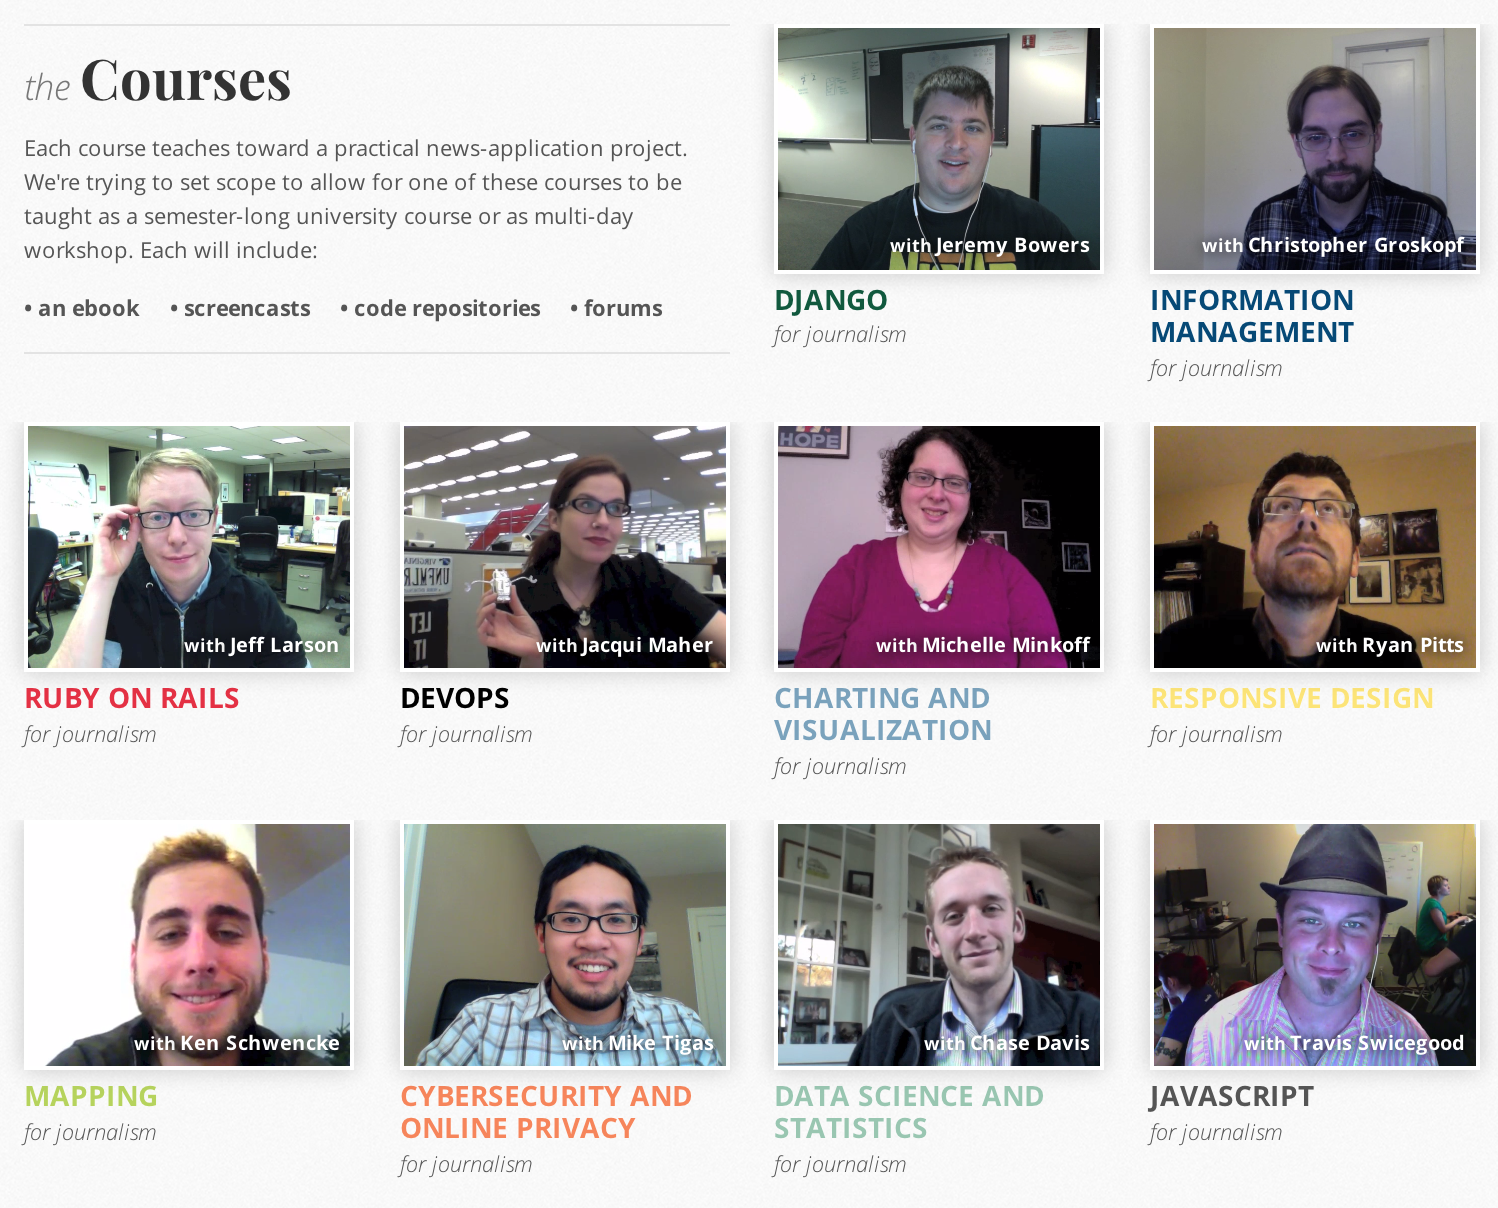 the Courses
Each course teaches toward a practical news-application project.
We're trying to set scope to allow for one of these courses to be
taught as a semester-long university course or as multi-day
workshop. Each will include:
• an ebook • screencasts • code repositories • forums
with Jeremy Bowers
DJANGO
for journalism
with Christopher Groskopf
INFORMATION
MANAGEMENT
for journalism
with Jeff Larson
RUBY ON RAILS
for journalism
VIRGINIA
UNFMLR
LET
IT
with Jacqui Maher
DEVOPS
for journalism
HOPE
with Michelle Minkoff
CHARTING AND
VISUALIZATION
for journalism
with Ryan Pitts
RESPONSIVE DESIGN
for journalism
with Ken Schwencke
MAPPING
for journalism
with Mike Tigas
CYBERSECURITY AND
ONLINE PRIVACY
for journalism
with Chase Davis
DATA SCIENCE AND
STATISTICS
for journalism
with Travis Swicegood
JAVASCRIPT
for journalism